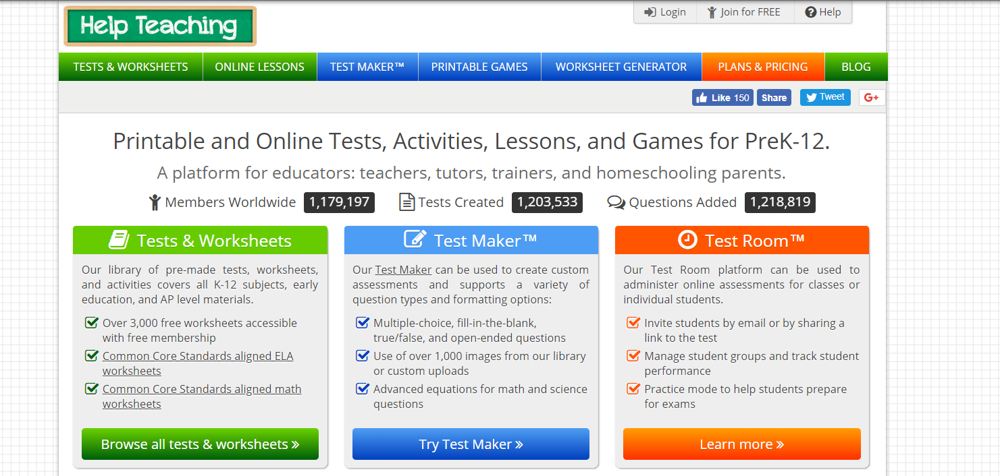 Help Teaching
Login
Join for FREE
Help
TESTS & WORKSHEETS
ONLINE LESSONS
TEST MAKER™
PRINTABLE GAMES
WORKSHEET GENERATOR
PLANS & PRICING
BLOG
Like 150
Share
Tweet
G+
Printable and Online Tests, Activities, Lessons, and Games for PreK-12.
A platform for educators: teachers, tutors, trainers, and homeschooling parents.
Members Worldwide 1,179,197
Tests Created 1,203,533
Questions Added 1,218,819
Tests & Worksheets
Our library of pre-made tests, worksheets,
and activities covers all K-12 subjects, early
education, and AP level materials.
Over 3,000 free worksheets accessible
with free membership
Common Core Standards aligned ELA
worksheets
Common Core Standards aligned math
worksheets
Browse all tests & worksheets »
Test Maker™
Our Test Maker can be used to create custom
assessments and supports a variety of
question types and formatting options:
Multiple-choice, fill-in-the-blank,
true/false, and open-ended questions
Use of over 1,000 images from our library
or custom uploads
Advanced equations for math and science
questions
Try Test Maker »
Test Room™
Our Test Room platform can be used to
administer online assessments for classes or
individual students.
Invite students by email or by sharing a
link to the test
Manage student groups and track student
performance
Practice mode to help students prepare
for exams
Learn more »